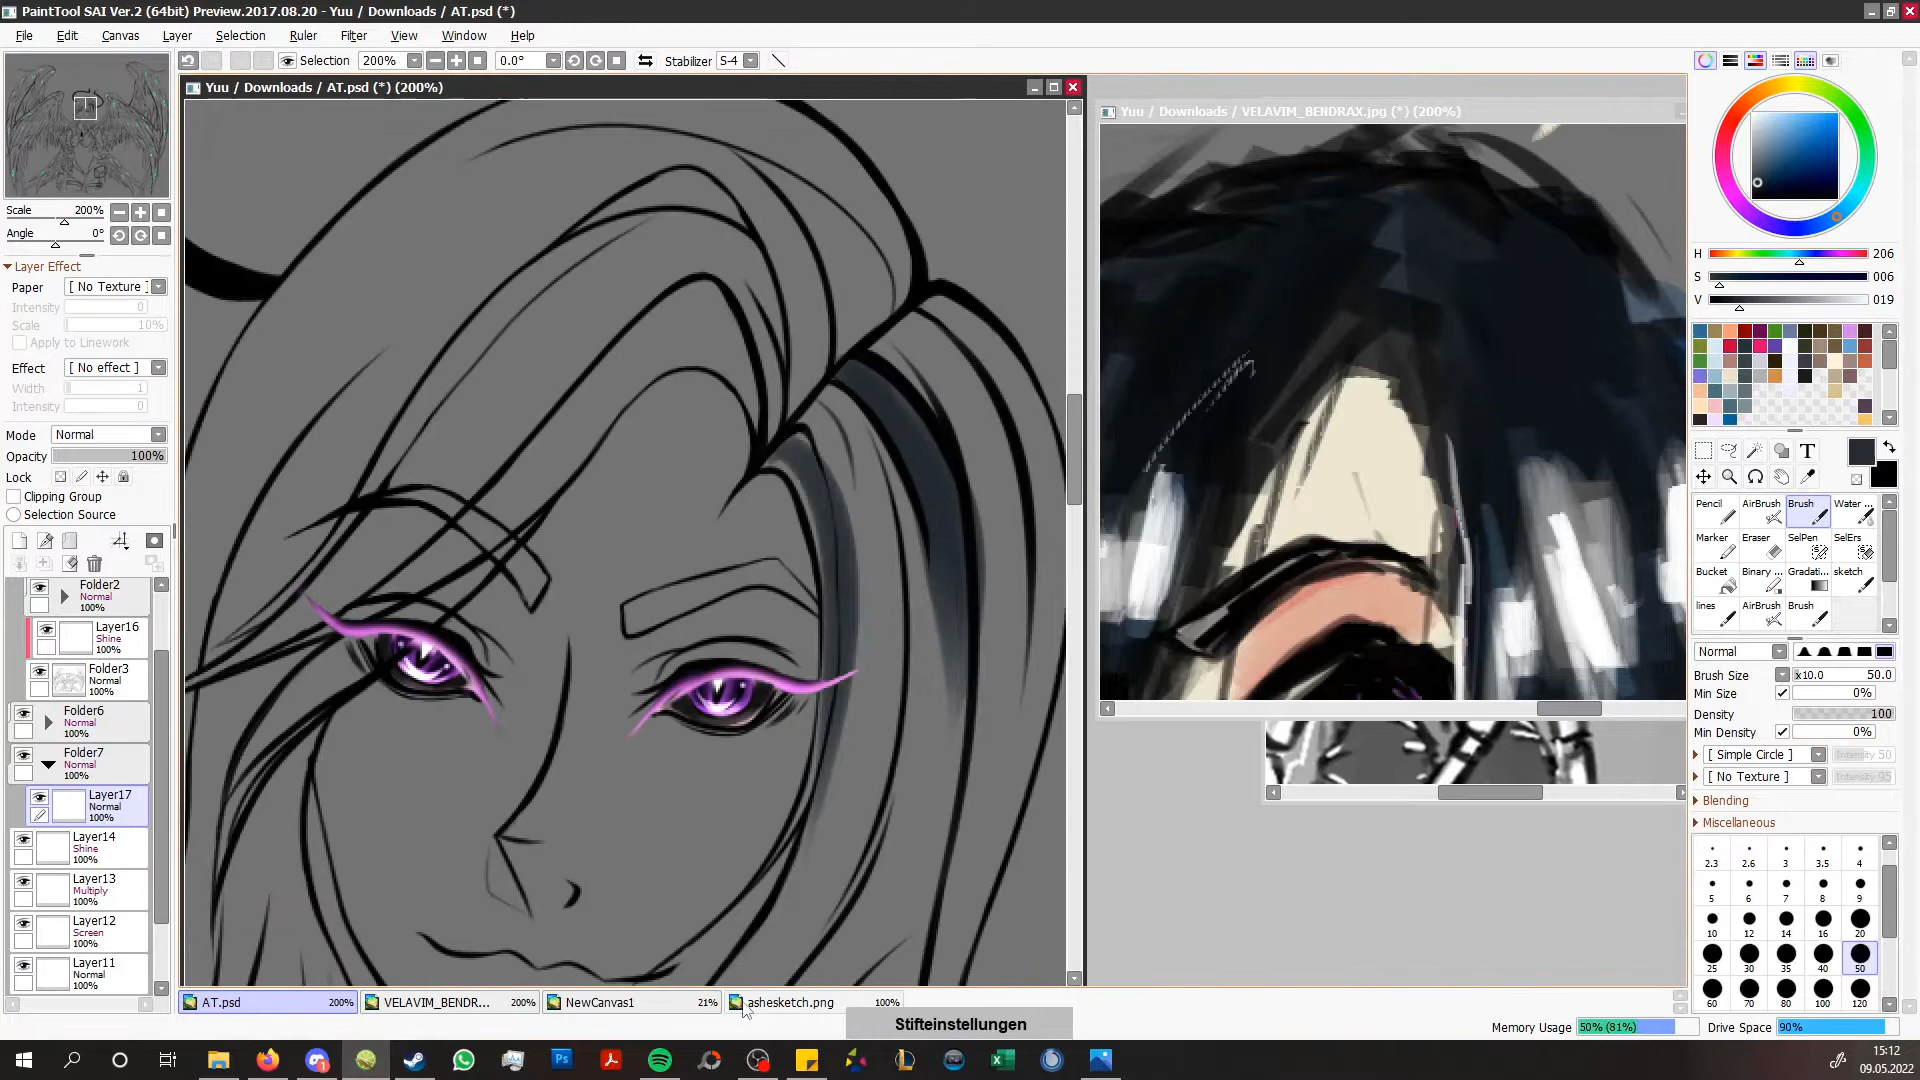 PaintTool SAI Ver.2 (64bit) Preview.2017.08.20 - Yuu / Downloads / AT.psd (*)
File Edit Canvas Layer Selection Ruler Filter View Window Help
Selection 200% 0.0° Stabilizer S-4
Yuu / Downloads / AT.psd (*) (200%)
Yuu / Downloads / VELAVIM_BENDRAX.jpg (*) (200%)
Scale 200%
Angle 0°
Layer Effect
Paper [ No Texture ]
Intensity 0
Scale 10%
Apply to Linework
Effect [ No effect ]
Width 1
Intensity 0
Mode Normal
Opacity 100%
Lock
Clipping Group
Selection Source
Folder2
Normal
100%
Layer16
Shine
100%
Folder3
Normal
100%
Folder6
Normal
100%
Folder7
Normal
100%
Layer17
Normal
100%
Layer14
Shine
100%
Layer13
Multiply
100%
Layer12
Screen
100%
Layer11
Normal
100%
H 206
S 006
V 019
T
Pencil AirBrush Brush Water ...
Marker Eraser SelPen SelErs
Bucket Binary ... Gradati... sketch
lines AirBrush Brush
Normal
Brush Size x10.0 50.0
Min Size 0%
Density 100
Min Density 0%
[ Simple Circle ] Intensity 50
[ No Texture ] Intensity 95
Blending
Miscellaneous
2.3 2.6 3 3.5 4
5 6 7 8 9
10 12 14 16 20
25 30 35 40 50
60 70 80 100 120
AT.psd 200% VELAVIM_BENDR... 200% NewCanvas1 21% ashesketch.png 100%
Stifteinstellungen
Memory Usage 50% (81%) Drive Space 90%
Ps
15:12
09.05.2022